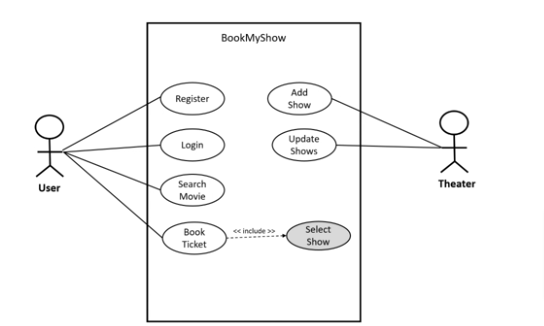 BookMyShow
Register
Add
Show
Login
Update
Shows
User
Theater
Search
Movie
Book
Ticket
<< include >>
Select
Show